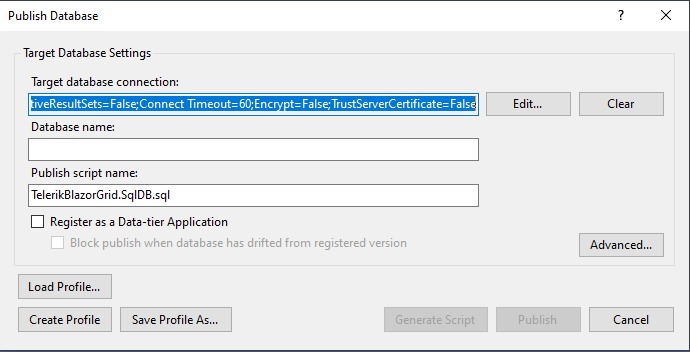 Publish Database
?
Target Database Settings
Target database connection:
tiveResultSets=False;Connect Timeout=60;Encrypt=False;TrustServerCertificate=False
Edit...
Clear
Database name:
Publish script name:
TelerikBlazorGrid.SqlDB.sql
Register as a Data-tier Application
Block publish when database has drifted from registered version
Advanced...
Load Profile...
Create Profile
Save Profile As...
Generate Script
Publish
Cancel